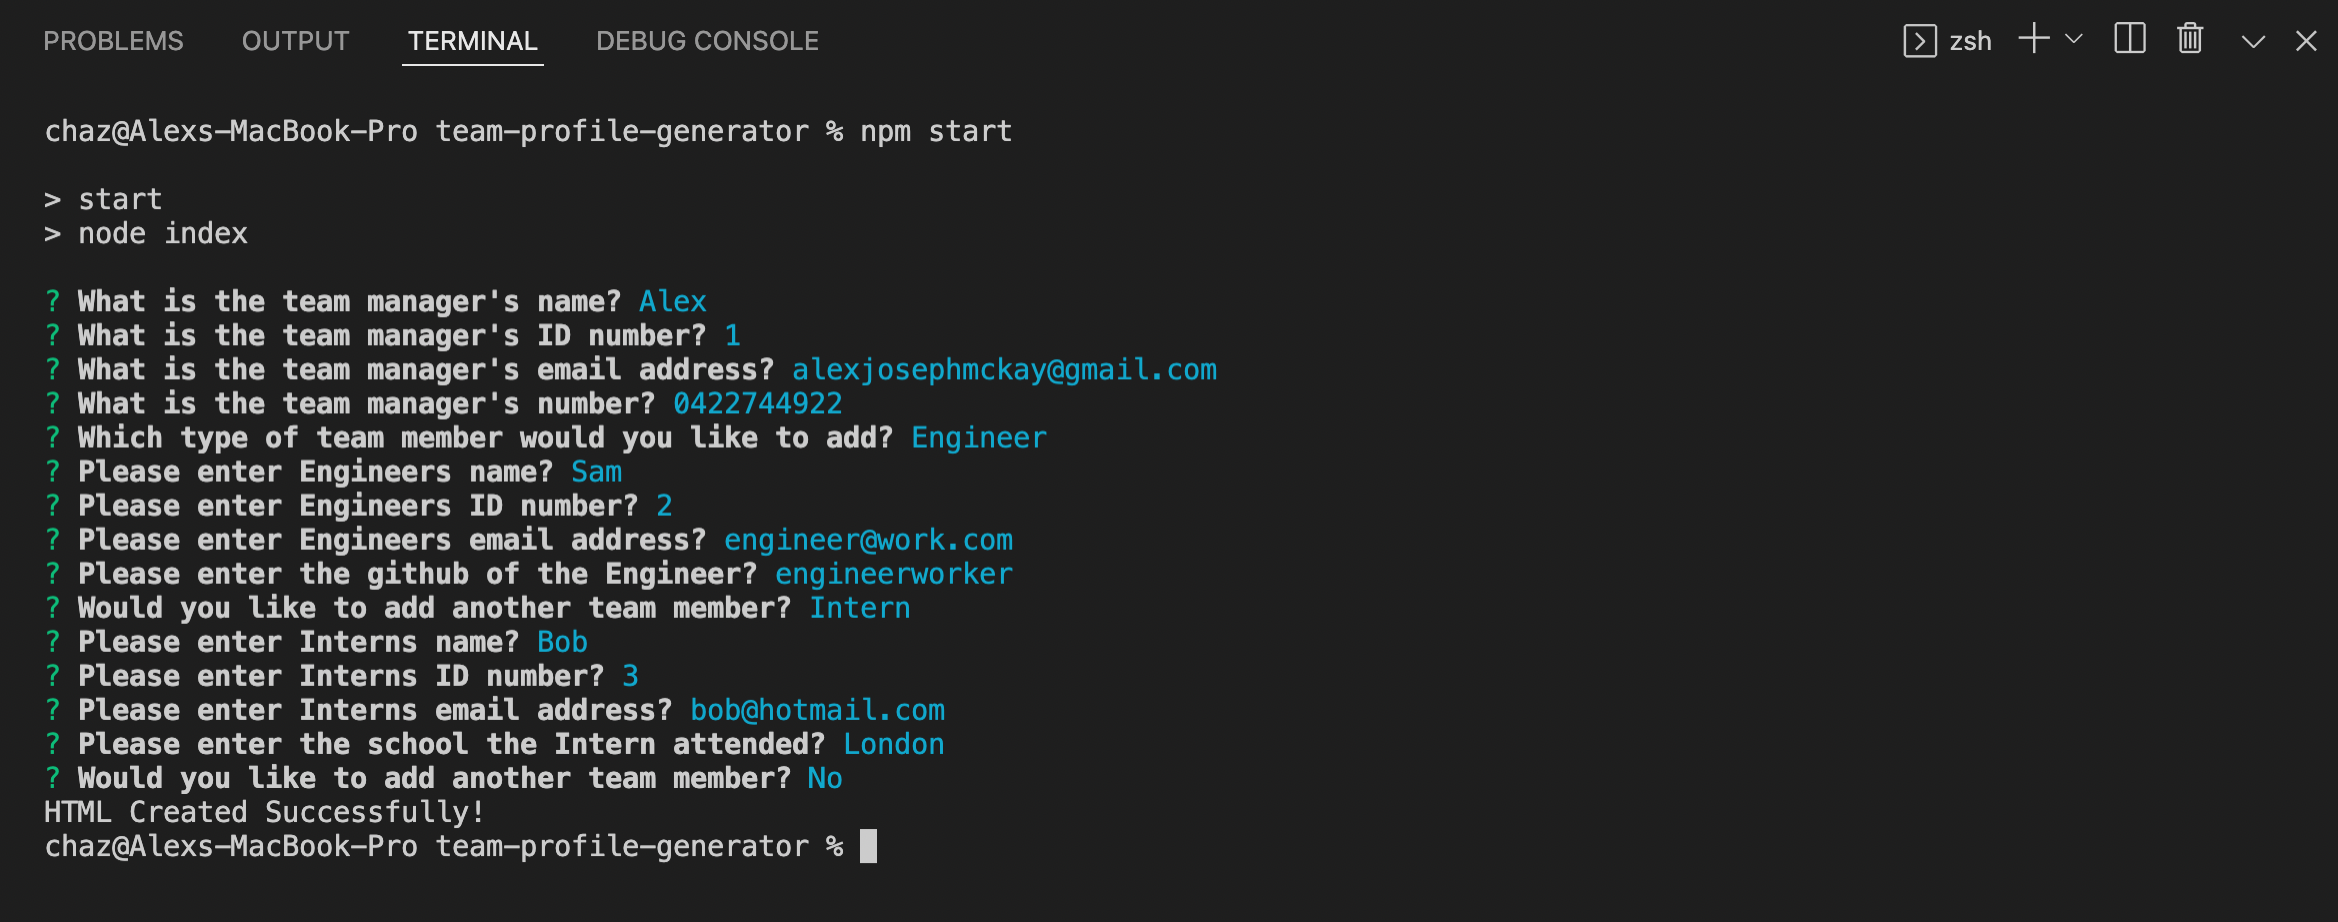 PROBLEMS OUTPUT TERMINAL DEBUG CONSOLE zsh
chaz@Alexs-MacBook-Pro team-profile-generator % npm start
> start
> node index
? What is the team manager's name? Alex
? What is the team manager's ID number? 1
? What is the team manager's email address? alexjosephmckay@gmail.com
? What is the team manager's number? 0422744922
? Which type of team member would you like to add? Engineer
? Please enter Engineers name? Sam
? Please enter Engineers ID number? 2
? Please enter Engineers email address? engineer@work.com
? Please enter the github of the Engineer? engineerworker
? Would you like to add another team member? Intern
? Please enter Interns name? Bob
? Please enter Interns ID number? 3
? Please enter Interns email address? bob@hotmail.com
? Please enter the school the Intern attended? London
? Would you like to add another team member? No
HTML Created Successfully!
chaz@Alexs-MacBook-Pro team-profile-generator %